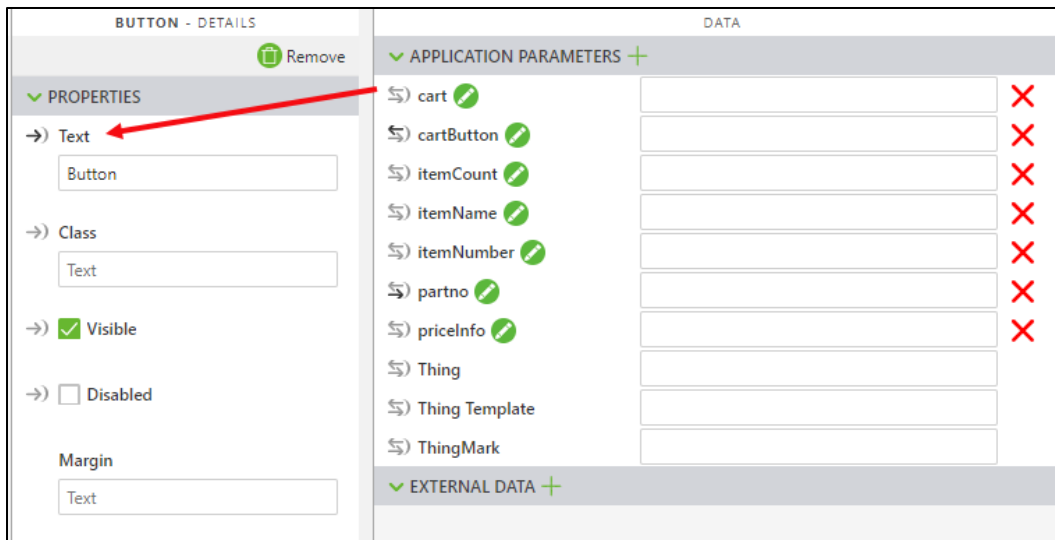 BUTTON - DETAILS
Remove
PROPERTIES
Text
Button
Class
Text
Visible
Disabled
Margin
Text
DATA
APPLICATION PARAMETERS
cart
cartButton
itemCount
itemName
itemNumber
partno
priceInfo
Thing
Thing Template
ThingMark
EXTERNAL DATA